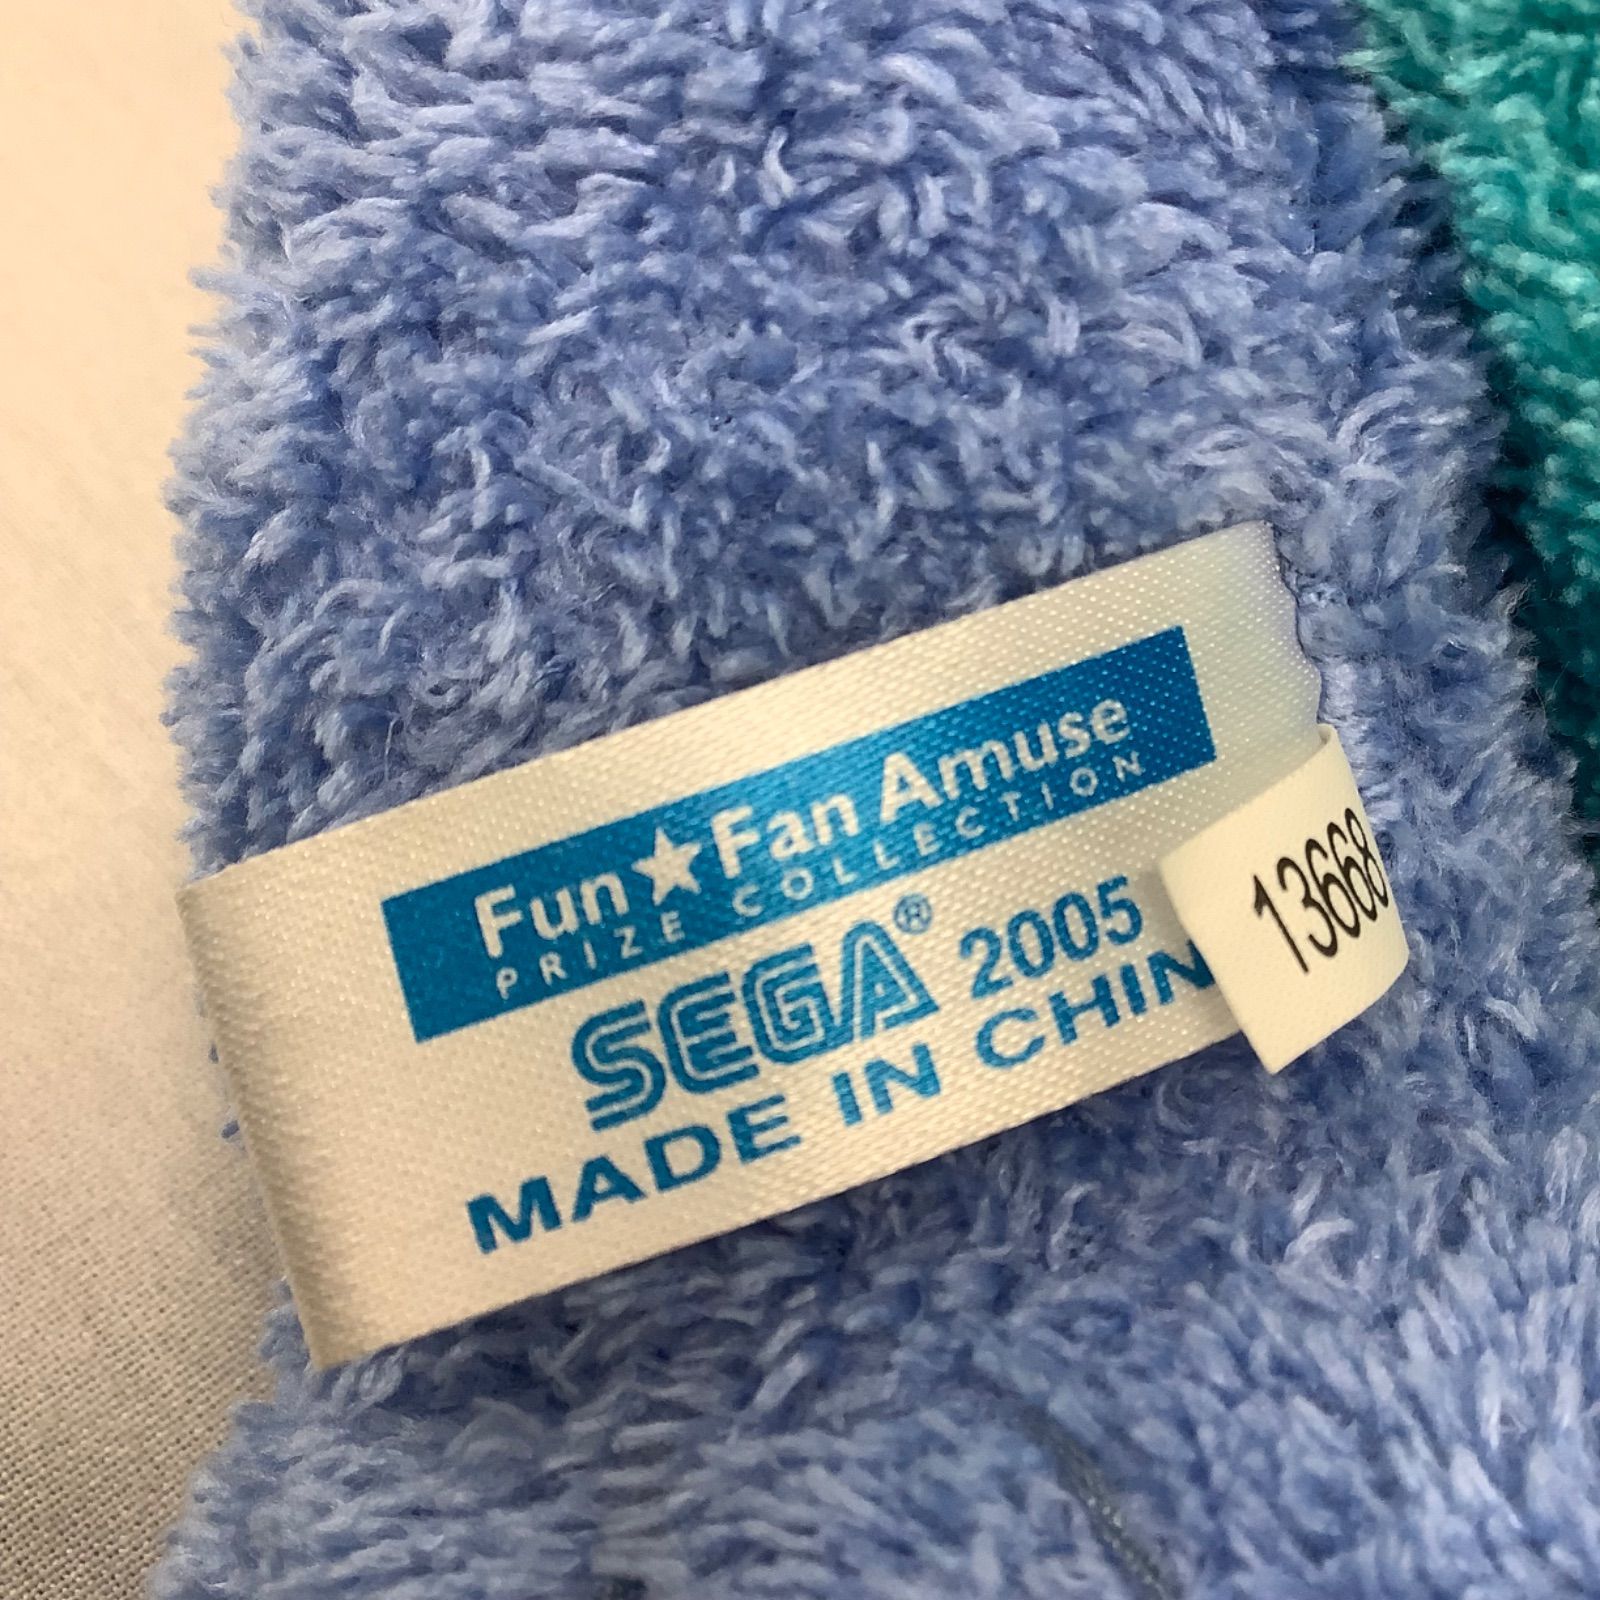 Fun★Fan Amuse
PRIZE COLLECTION
SEGA® 2005
MADE IN CHIN
13668